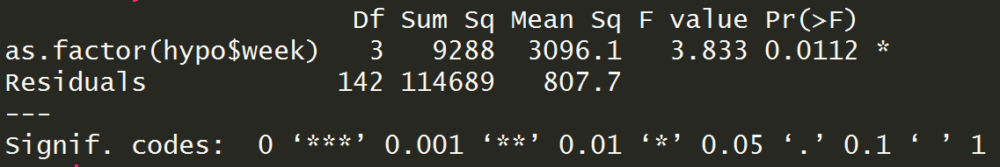 Df Sum Sq Mean Sq F value Pr(>F)
as.factor(hypo$week) 3 9288 3096.1 3.833 0.0112 *
Residuals 142 114689 807.7
---
Signif. codes: 0 ‘***’ 0.001 ‘**’ 0.01 ‘*’ 0.05 ‘.’ 0.1 ‘ ’ 1